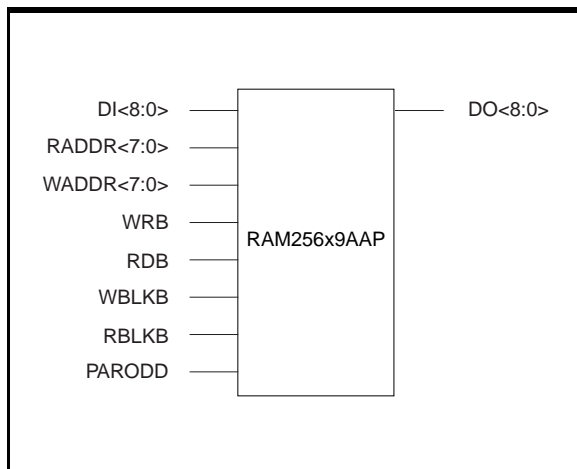 DI<8:0>
DO<8:0>
RADDR<7:0>
WADDR<7:0>
WRB
RAM256x9AAP
RDB
WBLKB
RBLKB
PARODD